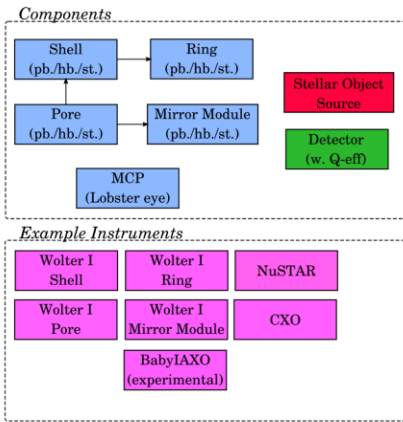 Components
Shell
(pb./hb./st.)
Ring
(pb./hb./st.)
Stellar Object
Source
Pore
(pb./hb./st.)
Mirror Module
(pb./hb./st.)
Detector
(w. Q-eff)
MCP
(Lobster eye)
Example Instruments
Wolter I
Shell
Wolter I
Ring
NuSTAR
Wolter I
Pore
Wolter I
Mirror Module
CXO
BabyIAXO
(experimental)